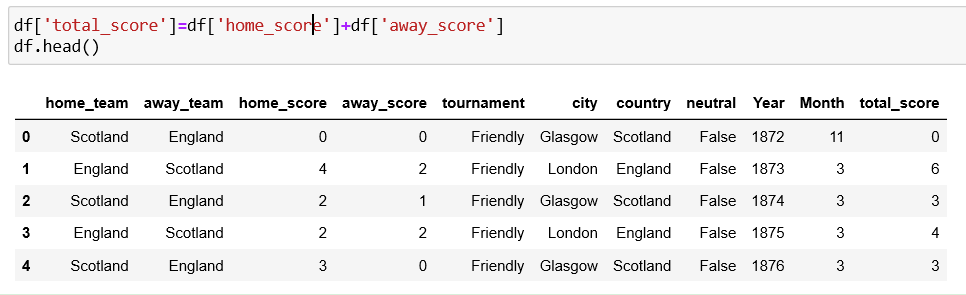 df['total_score']=df['home_score']+df['away_score']
df.head()
home_team away_team home_score away_score tournament city country neutral Year Month total_score
0 Scotland England 0 0 Friendly Glasgow Scotland False 1872 11 0
1 England Scotland 4 2 Friendly London England False 1873 3 6
2 Scotland England 2 1 Friendly Glasgow Scotland False 1874 3 3
3 England Scotland 2 2 Friendly London England False 1875 3 4
4 Scotland England 3 0 Friendly Glasgow Scotland False 1876 3 3